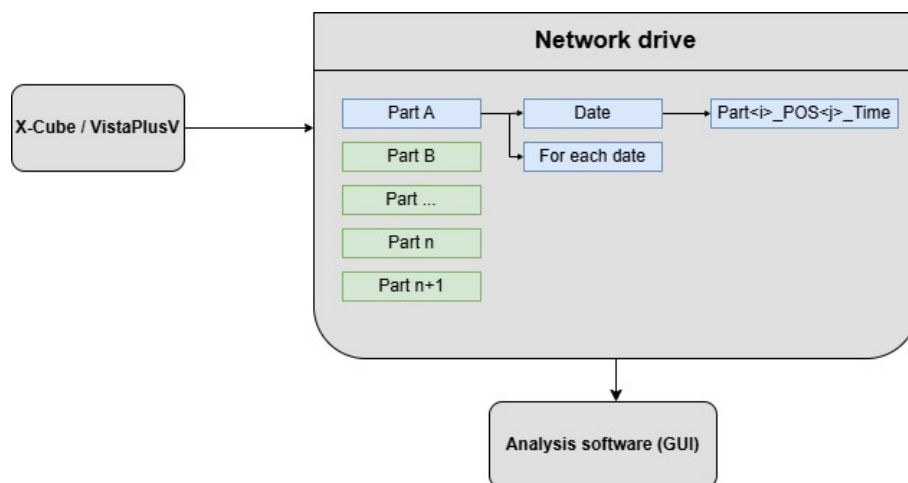 Network drive
X-Cube / VistaPlusV
Part A
Date
Part<i>_POS<j>_Time
Part B
For each date
Part ...
Part n
Part n+1
Analysis software (GUI)